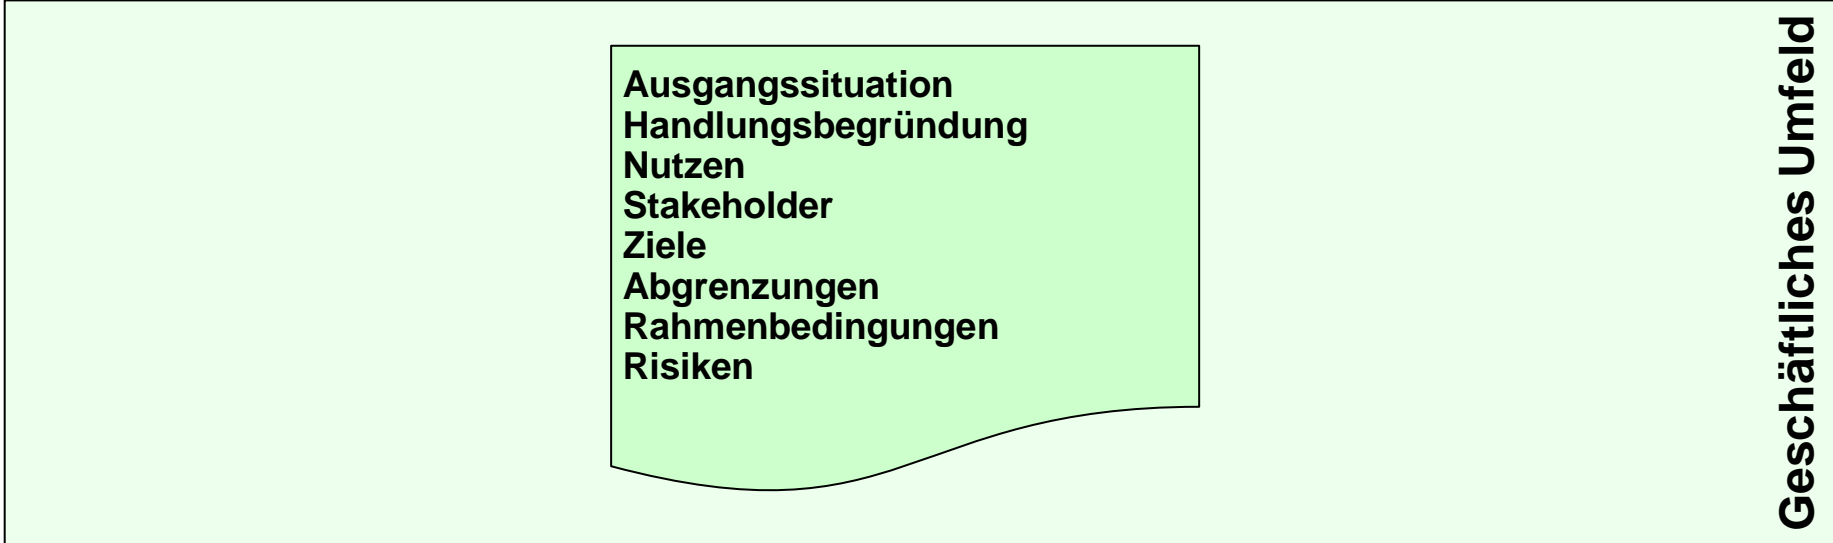 Ausgangssituation
Handlungsbegründung
Nutzen
Stakeholder
Ziele
Abgrenzungen
Rahmenbedingungen
Risiken
Geschäftliches Umfeld